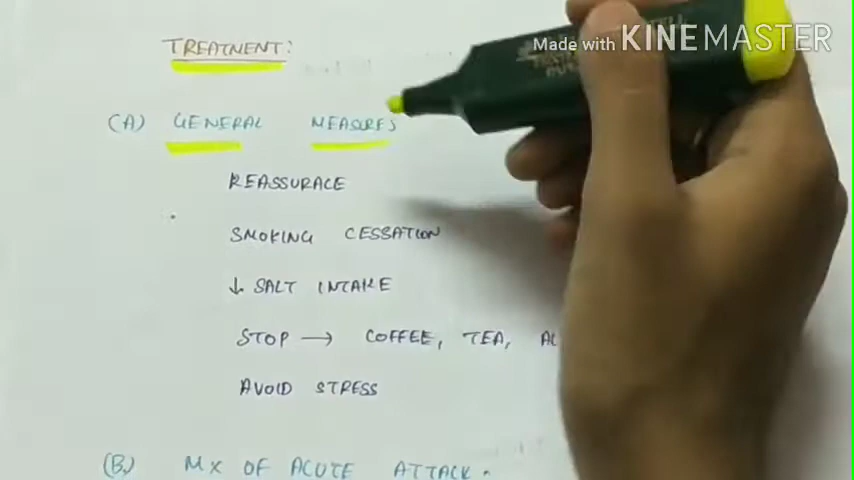 Made with KINEMASTER
TREATMENT:
(A) GENERAL MEASURES
REASSURACE
SMOKING CESSATION
↓ SALT INTAKE
STOP → COFFEE, TEA,
AVOID STRESS
(B) MX OF ACUTE ATTACK.